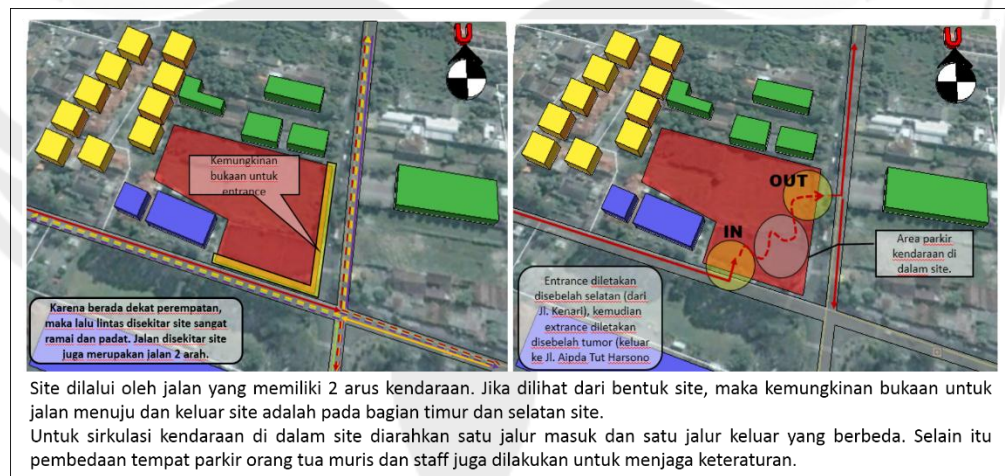 U
Kemungkinan
bukaan untuk
entrance
Karena berada dekat perempatan,
maka lalu lintas disekitar site sangat
ramai dan padat. Jalan disekitar site
juga merupakan jalan 2 arah.
U
OUT
IN
Area parkir
kendaraan di
dalam site.
Entrance diletakan
disebelah selatan (dari
Jl. Kenari), kemudian
extrance diletakan
disebelah tumor (keluar
ke Jl. Aipda Tut Harsono
Site dilalui oleh jalan yang memiliki 2 arus kendaraan. Jika dilihat dari bentuk site, maka kemungkinan bukaan untuk
jalan menuju dan keluar site adalah pada bagian timur dan selatan site.
Untuk sirkulasi kendaraan di dalam site diarahkan satu jalur masuk dan satu jalur keluar yang berbeda. Selain itu
pembedaan tempat parkir orang tua muris dan staff juga dilakukan untuk menjaga keteraturan.